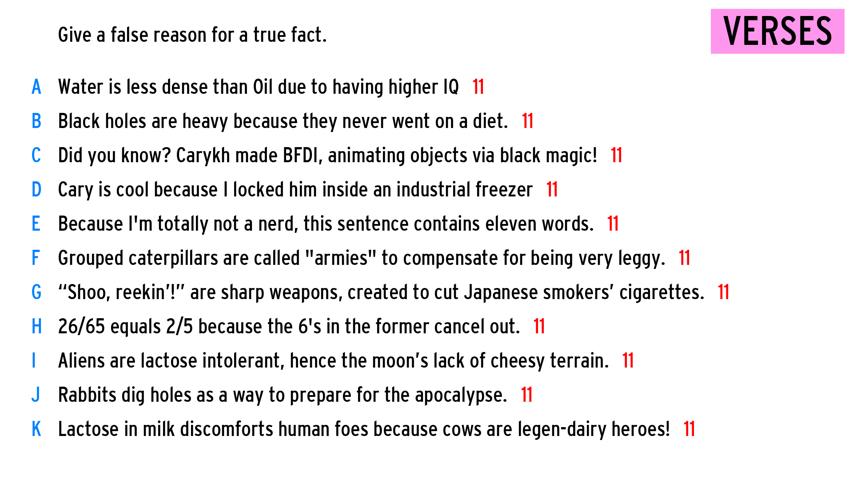 Give a false reason for a true fact.
VERSES
A Water is less dense than Oil due to having higher IQ 11
B Black holes are heavy because they never went on a diet. 11
C Did you know? Carykh made BFDI, animating objects via black magic! 11
D Cary is cool because I locked him inside an industrial freezer 11
E Because I'm totally not a nerd, this sentence contains eleven words. 11
F Grouped caterpillars are called "armies" to compensate for being very leggy. 11
G “Shoo, reekin’!” are sharp weapons, created to cut Japanese smokers’ cigarettes. 11
H 26/65 equals 2/5 because the 6's in the former cancel out. 11
I Aliens are lactose intolerant, hence the moon’s lack of cheesy terrain. 11
J Rabbits dig holes as a way to prepare for the apocalypse. 11
K Lactose in milk discomforts human foes because cows are legen-dairy heroes! 11